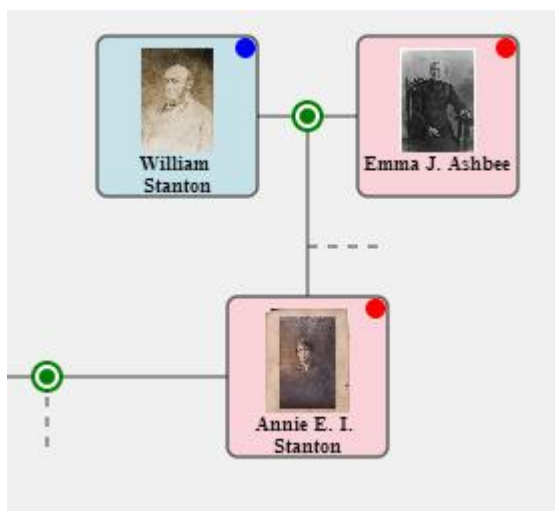 William
Stanton
Emma J. Ashbee
Annie E. I.
Stanton